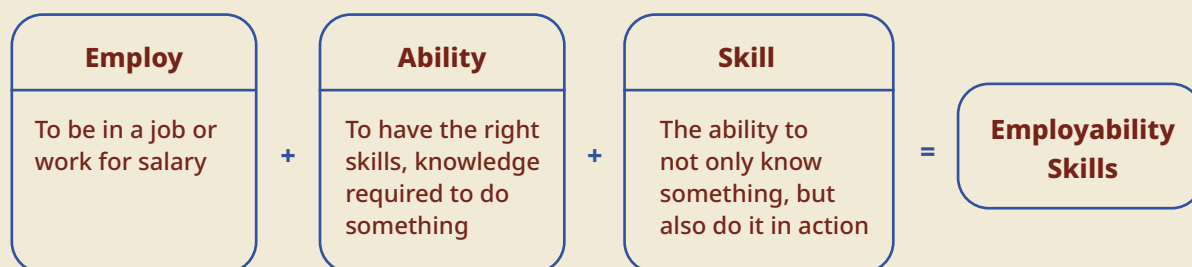 Employ
To be in a job or
work for salary
+
Ability
To have the right
skills, knowledge
required to do
something
+
Skill
The ability to
not only know
something, but
also do it in action
=
Employability
Skills